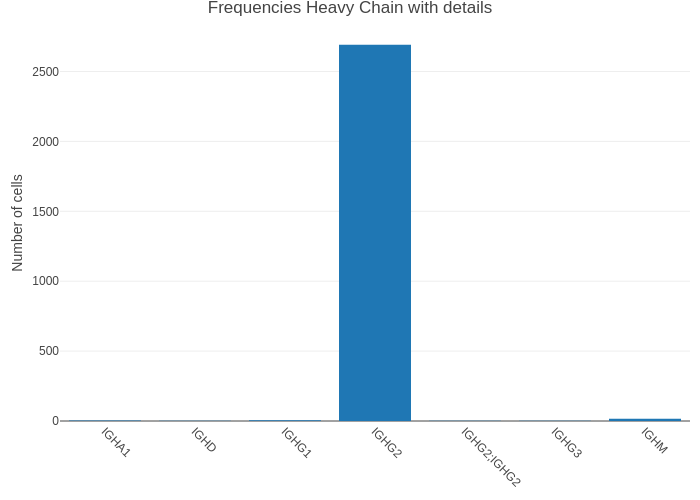 Frequencies Heavy Chain with details
Number of cells
2500
2000
1500
1000
500
0
IGHA1
IGHD
IGHG1
IGHG2
IGHG2;IGHG2
IGHG3
IGHM